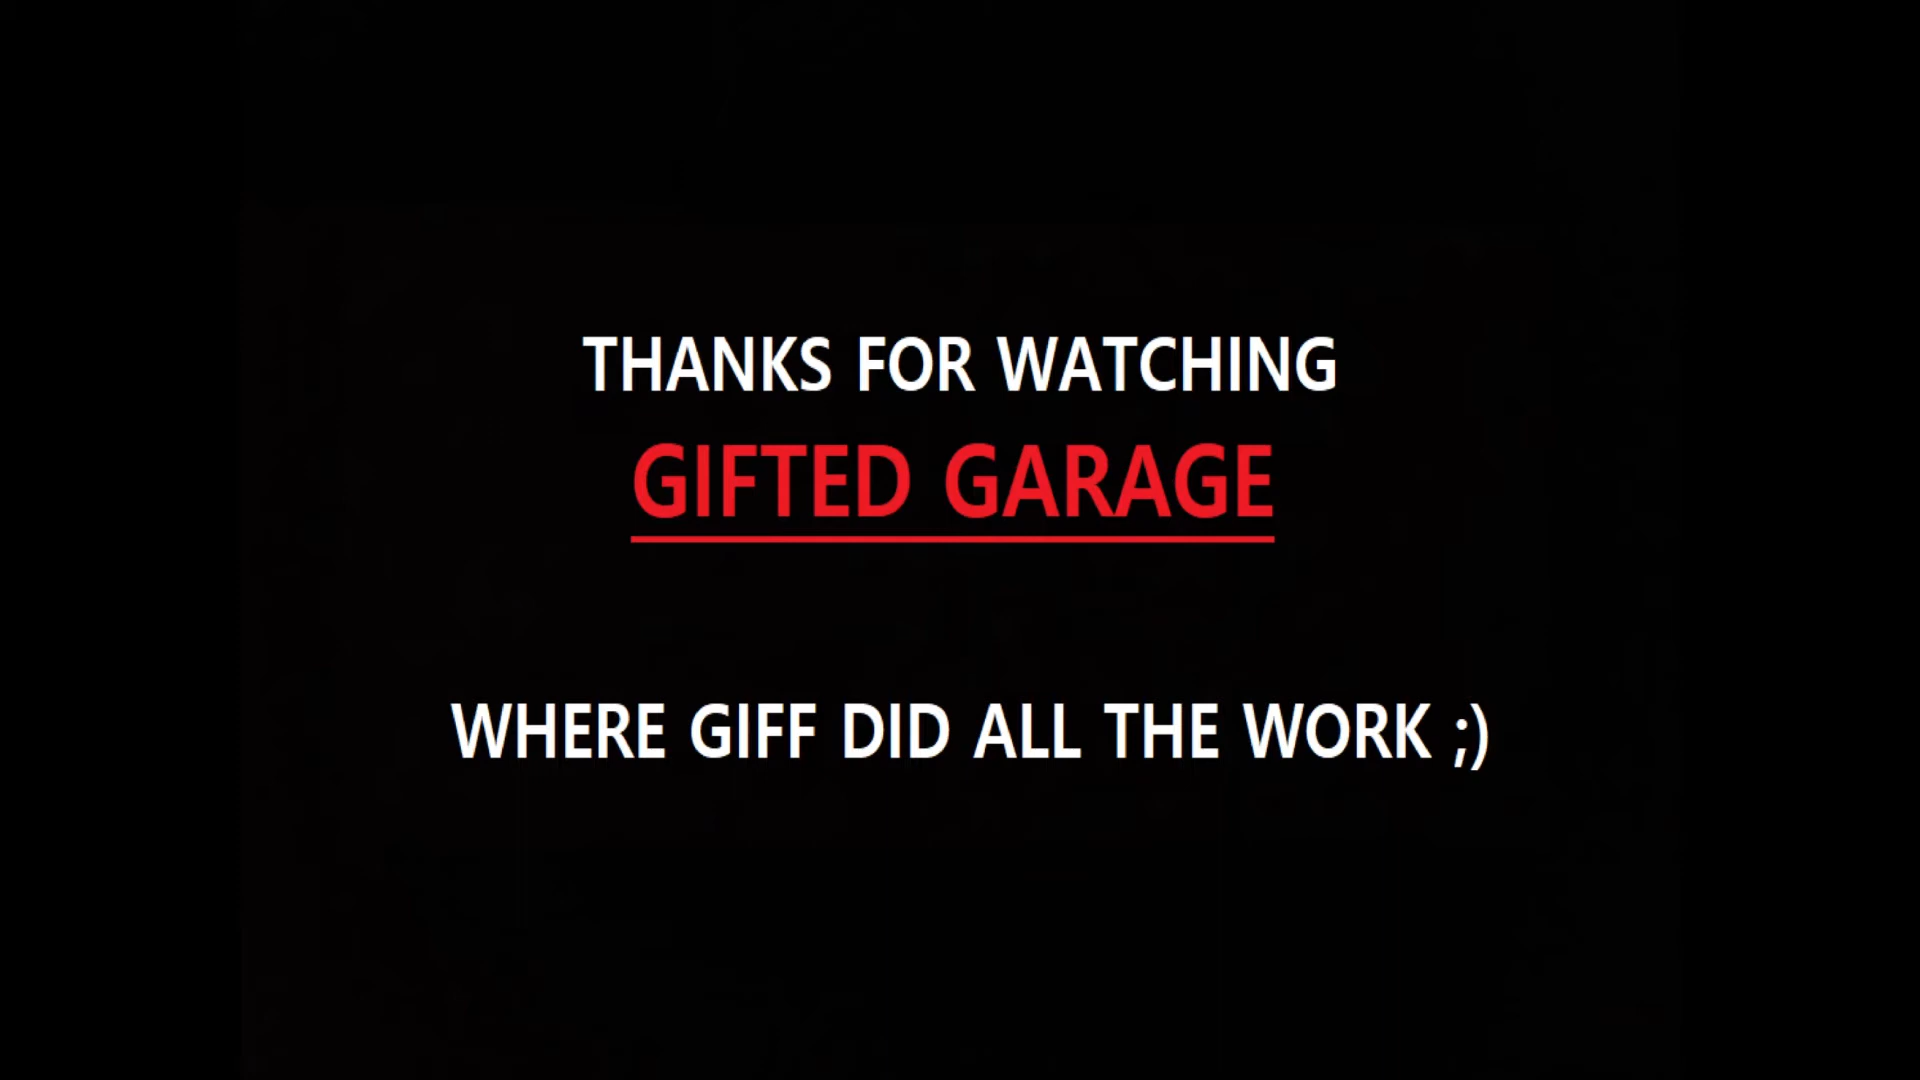 THANKS FOR WATCHING
GIFTED GARAGE
WHERE GIFF DID ALL THE WORK ;)